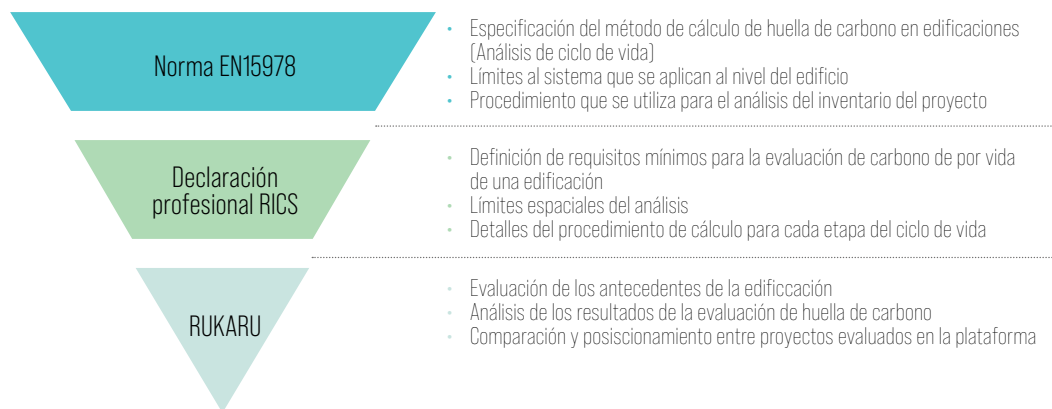 Norma EN15978
• Especificación del método de cálculo de huella de carbono en edificaciones
(Análisis de ciclo de vida)
• Límites al sistema que se aplican al nivel del edificio
• Procedimiento que se utiliza para el análisis del inventario del proyecto
Declaración
profesional RICS
• Definición de requisitos mínimos para la evaluación de carbono de por vida
de una edificación
• Límites espaciales del análisis
• Detalles del procedimiento de cálculo para cada etapa del ciclo de vida
RUKARU
• Evaluación de los antecedentes de la edificcación
• Análisis de los resultados de la evaluación de huella de carbono
• Comparación y posiscionamiento entre proyectos evaluados en la plataforma